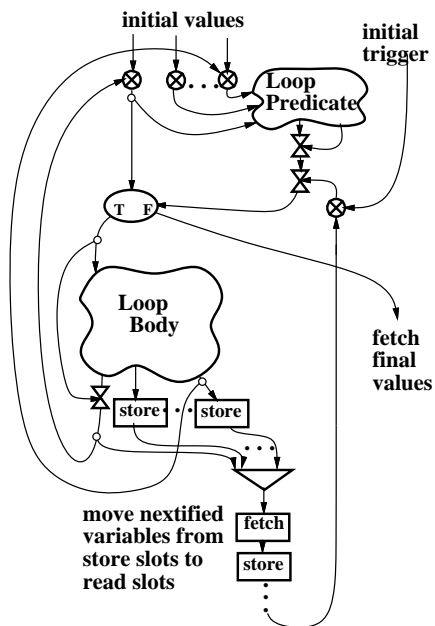 initial values
initial
trigger
Loop
Predicate
T F
Loop
Body
fetch
final
values
store store
move nextified
variables from
store slots to
read slots
fetch
store